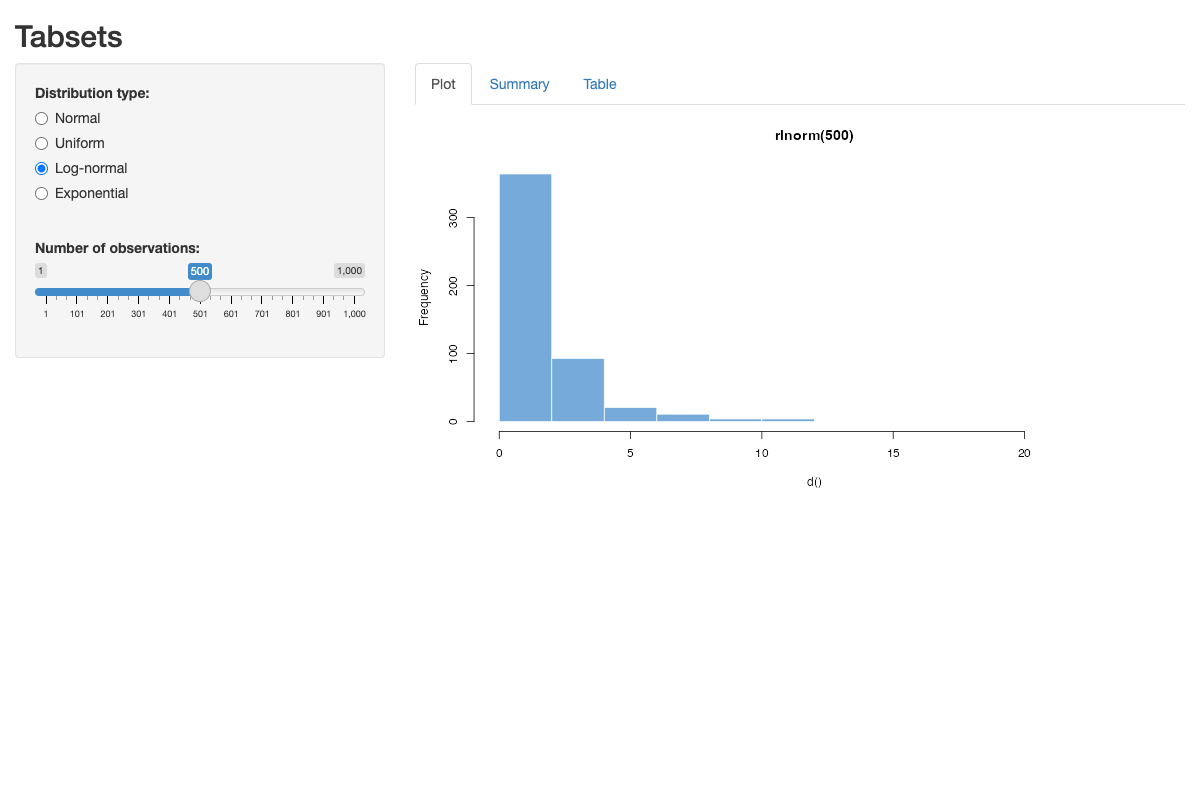 Tabsets
Distribution type:
Normal
Uniform
Log-normal
Exponential
Number of observations:
1 500 1,000
1 101 201 301 401 501 601 701 801 901 1,000
Plot Summary Table
rlnorm(500)
Frequency
300
200
100
0
0 5 10 15 20
d()